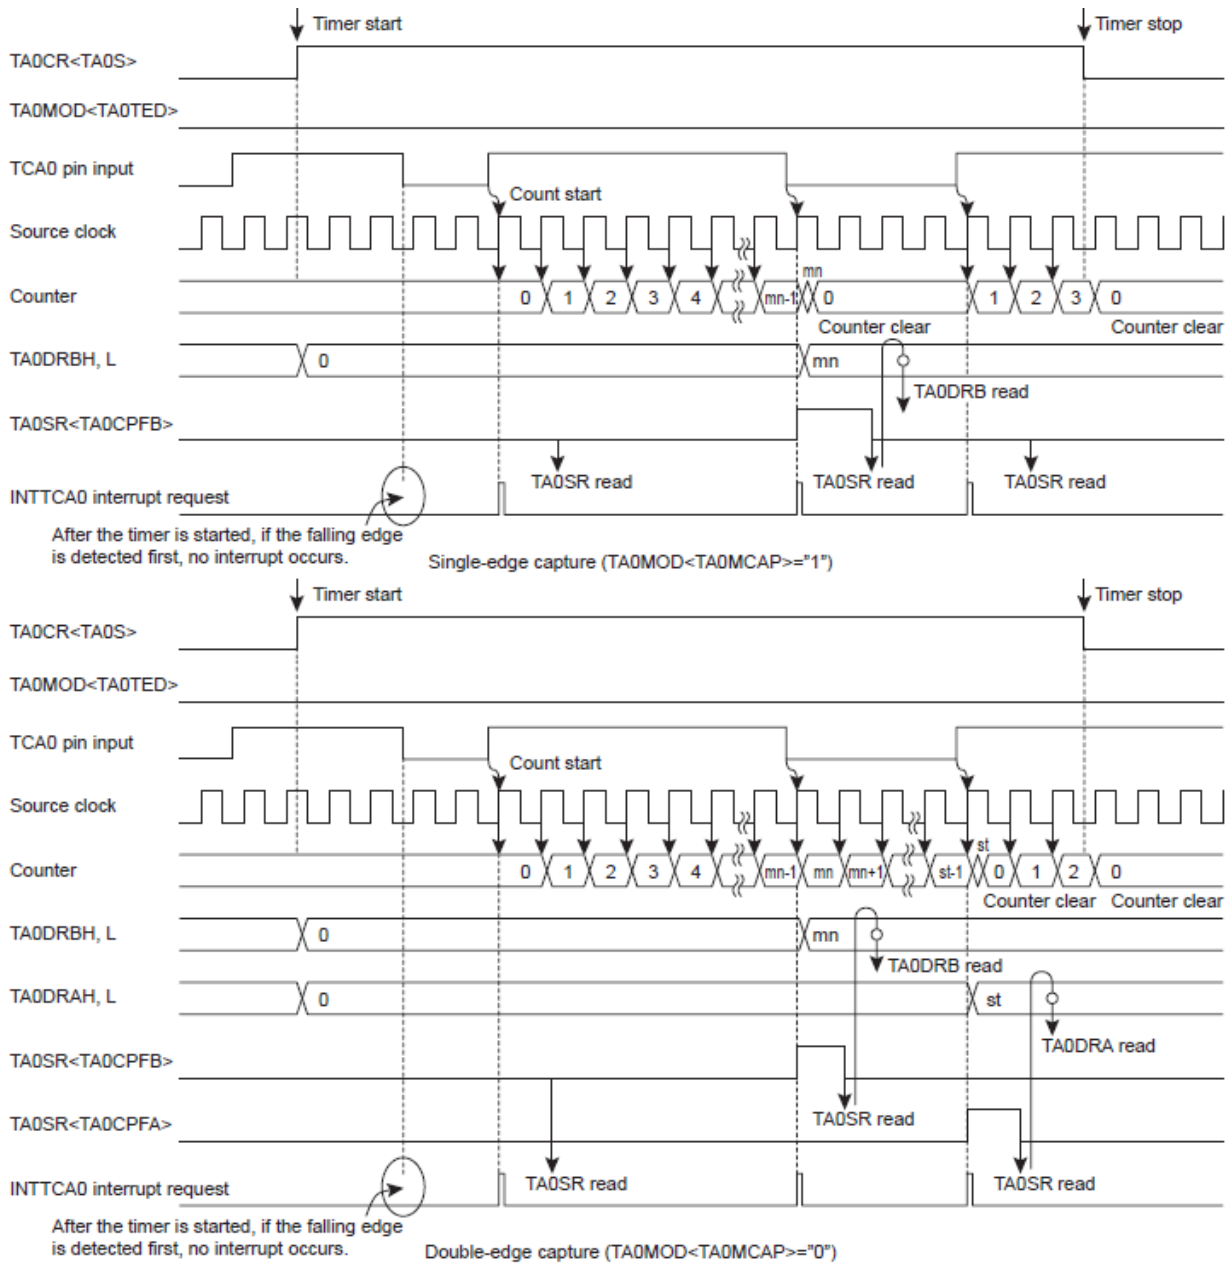 Timer start
Timer stop
TA0CR<TA0S>
TA0MOD<TA0TED>
TCA0 pin input
Count start
Source clock
mn
Counter 0 1 2 3 4 mn-1 0 1 2 3 0
Counter clear Counter clear
TA0DRBH, L 0 mn
TA0DRB read
TA0SR<TA0CPFB>
TA0SR read TA0SR read TA0SR read
INTTCA0 interrupt request
After the timer is started, if the falling edge
is detected first, no interrupt occurs.
Single-edge capture (TA0MOD<TA0MCAP>="1")
Timer start
Timer stop
TA0CR<TA0S>
TA0MOD<TA0TED>
TCA0 pin input
Count start
Source clock
st
Counter 0 1 2 3 4 mn-1 mn mn+1 st-1 0 1 2 0
Counter clear Counter clear
TA0DRBH, L 0 mn
TA0DRB read
TA0DRAH, L 0 st
TA0DRA read
TA0SR<TA0CPFB>
TA0SR read
TA0SR<TA0CPFA>
TA0SR read TA0SR read
INTTCA0 interrupt request
After the timer is started, if the falling edge
is detected first, no interrupt occurs.
Double-edge capture (TA0MOD<TA0MCAP>="0")